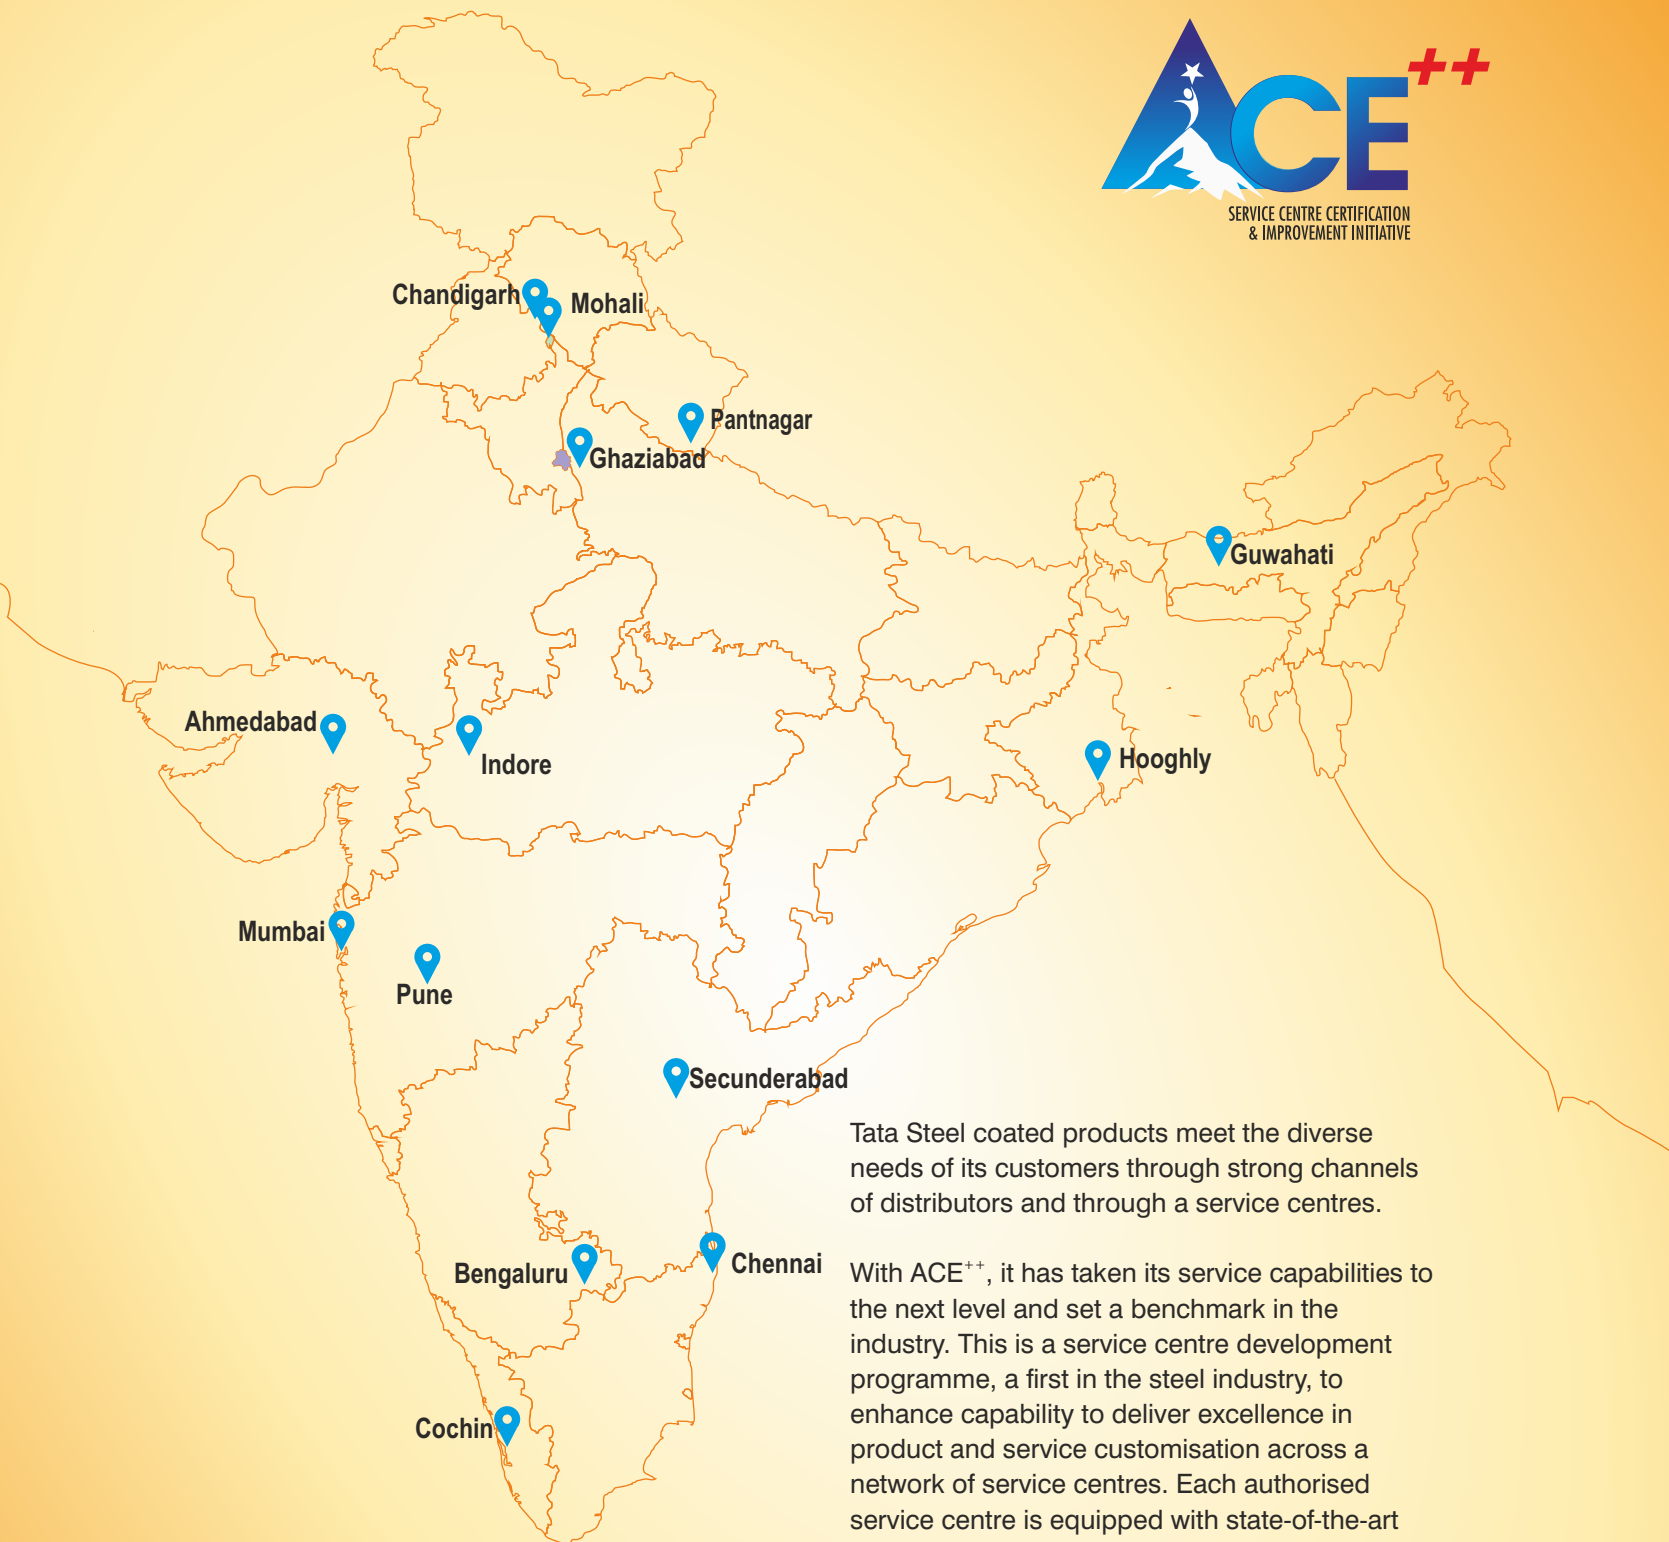 ACE++
SERVICE CENTRE CERTIFICATION
& IMPROVEMENT INITIATIVE
Chandigarh
Mohali
Pantnagar
Ghaziabad
Guwahati
Ahmedabad
Indore
Hooghly
Mumbai
Pune
Secunderabad
Bengaluru
Chennai
Cochin
Tata Steel coated products meet the diverse
needs of its customers through strong channels
of distributors and through a service centres.
With ACE++, it has taken its service capabilities to
the next level and set a benchmark in the
industry. This is a service centre development
programme, a first in the steel industry, to
enhance capability to deliver excellence in
product and service customisation across a
network of service centres. Each authorised
service centre is equipped with state-of-the-art